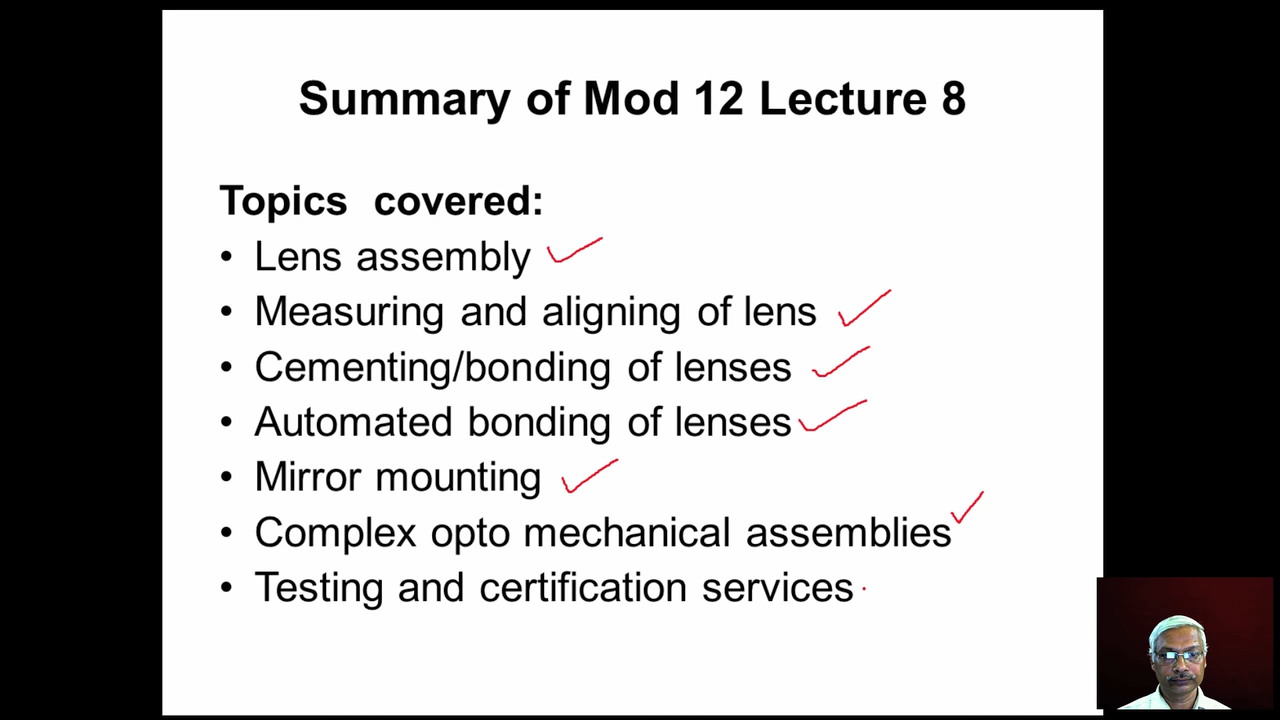 Summary of Mod 12 Lecture 8
Topics covered:
• Lens assembly
• Measuring and aligning of lens
• Cementing/bonding of lenses
• Automated bonding of lenses
• Mirror mounting
• Complex opto mechanical assemblies
• Testing and certification services